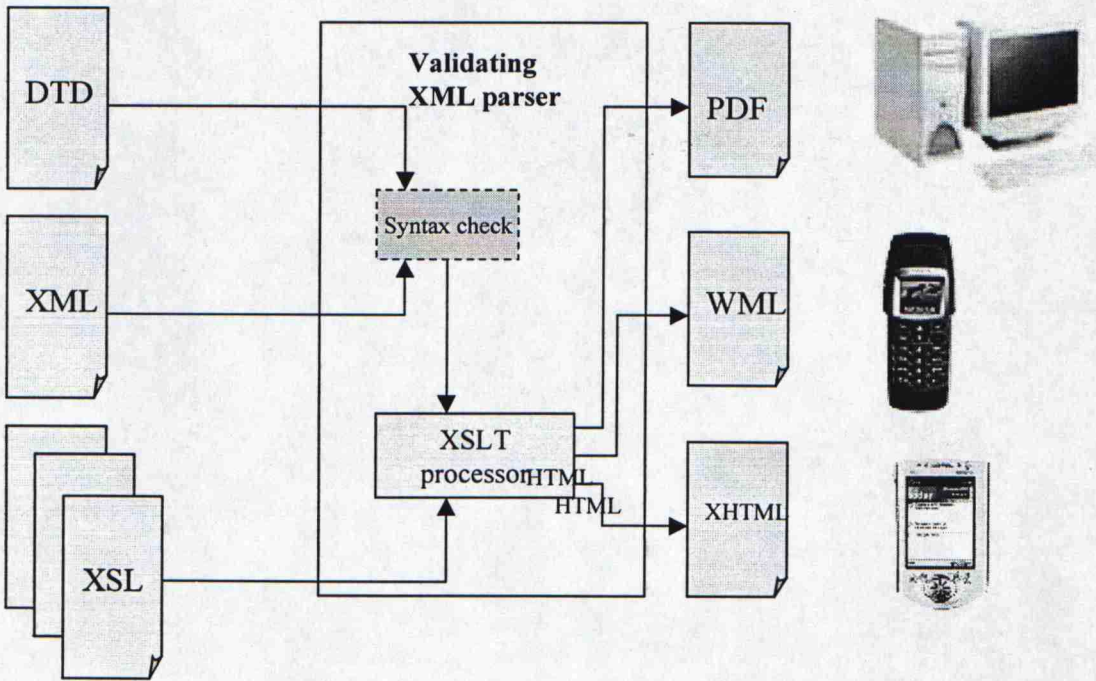 DTD
Validating
XML parser
PDF
Syntax check
XML
WML
XSLT
processor
HTML
HTML
XHTML
XSL